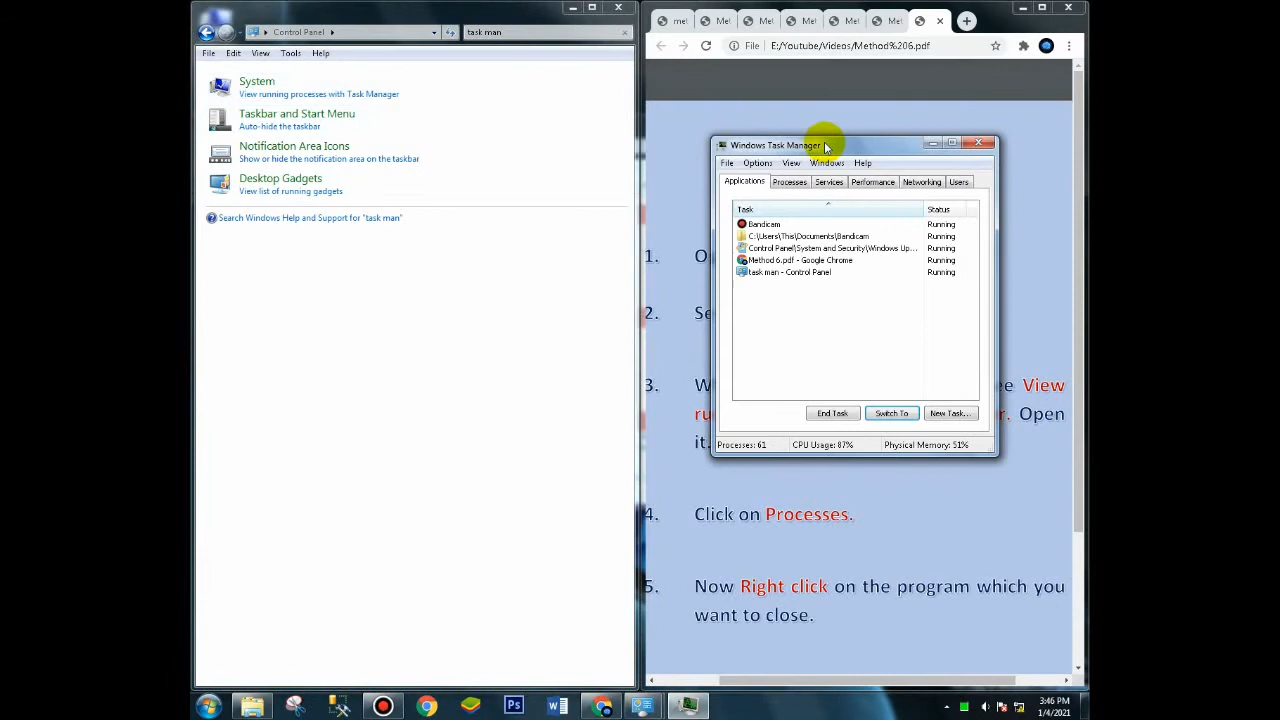 Control Panel
task man
File Edit View Tools Help
System
View running processes with Task Manager
Taskbar and Start Menu
Auto-hide the taskbar
Notification Area Icons
Show or hide the notification area on the taskbar
Desktop Gadgets
View list of running gadgets
Search Windows Help and Support for "task man"
File E:/Youtube/Videos/Method%206.pdf
Windows Task Manager
File Options View Windows Help
Applications Processes Services Performance Networking Users
Task Status
Bandicam Running
C:\Users\This\Documents\Bandicam Running
Control Panel\System and Security\Windows Up... Running
Method 6.pdf - Google Chrome Running
task man - Control Panel Running
End Task Switch To New Task...
Processes: 61 CPU Usage: 87% Physical Memory: 51%
1.
2.
3. View
Open
it.
4. Click on Processes.
5. Now Right click on the program which you
want to close.
Ps
3:46 PM
1/4/2021